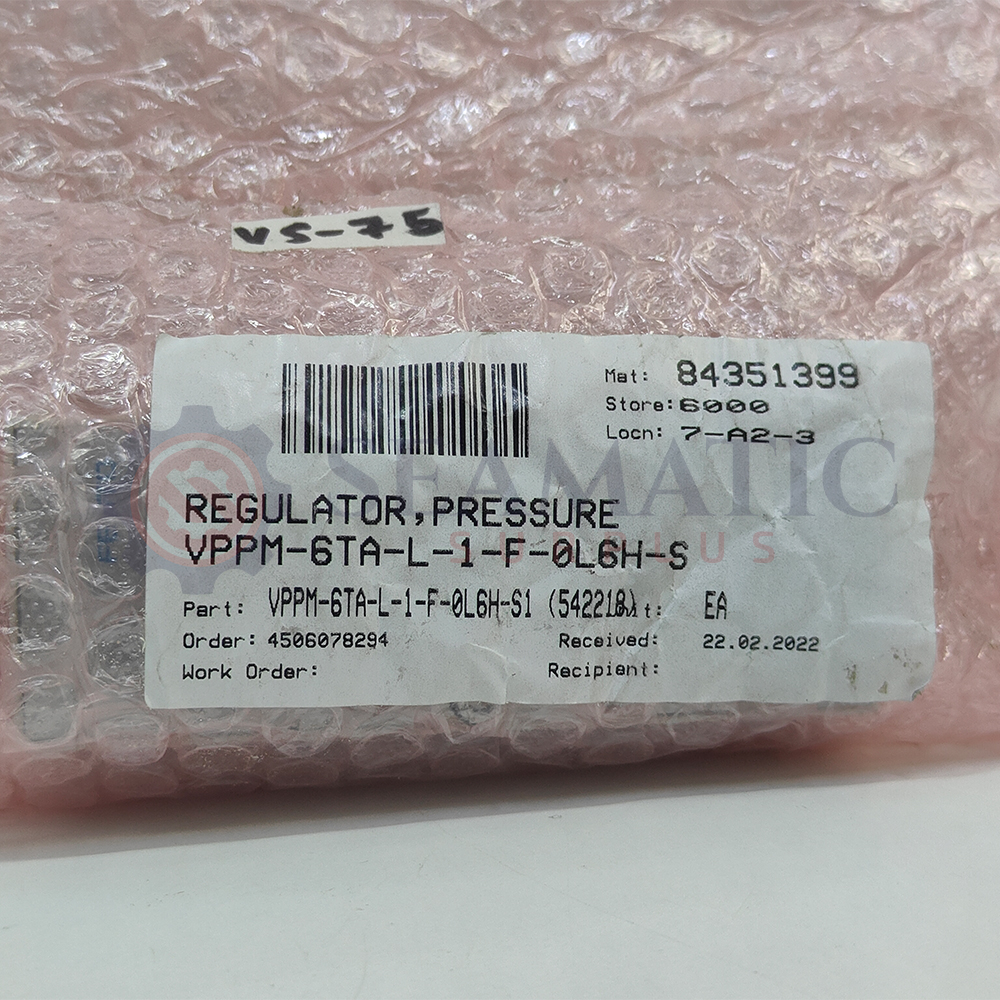 VS-75
Mat: 84351399
Store: 6000
Locn: 7-A2-3
SEAMATIC
SURPLUS
REGULATOR,PRESSURE
VPPM-6TA-L-1-F-0L6H-S
Part: VPPM-6TA-L-1-F-0L6H-S1 (542218) EA
Order: 4506078294 Received: 22.02.2022
Work Order: Recipient: